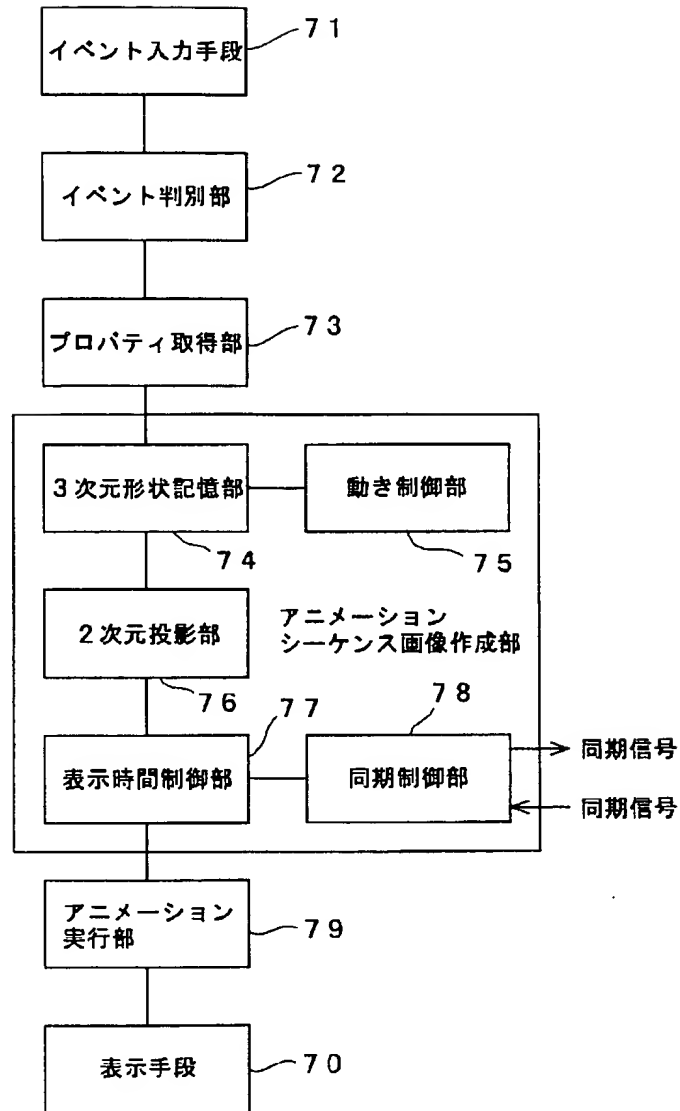 イベント入力手段
71
イベント判別部
72
プロパティ取得部
73
3次元形状記憶部
74
動き制御部
75
2次元投影部
76
アニメーション
シーケンス画像作成部
表示時間制御部
77
同期制御部
78
同期信号
同期信号
アニメーション
実行部
79
表示手段
70